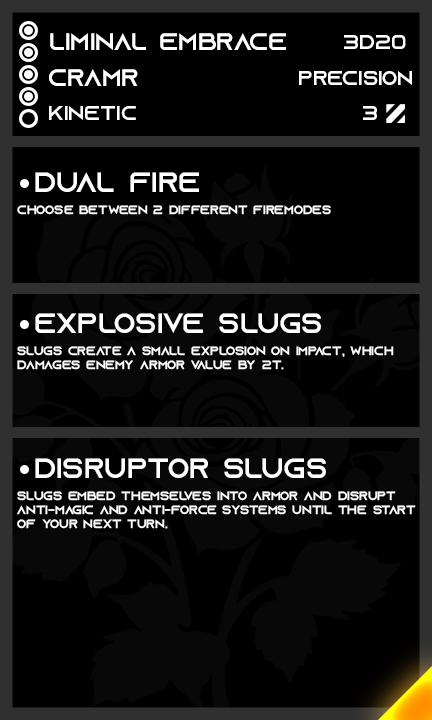 LIMINAL EMBRACE 3D20
CRAMR PRECISION
KINETIC 3
•DUAL FIRE
CHOOSE BETWEEN 2 DIFFERENT FIREMODES
•EXPLOSIVE SLUGS
SLUGS CREATE A SMALL EXPLOSION ON IMPACT, WHICH
DAMAGES ENEMY ARMOR VALUE BY 2T.
•DISRUPTOR SLUGS
SLUGS EMBED THEMSELVES INTO ARMOR AND DISRUPT
ANTI-MAGIC AND ANTI-FORCE SYSTEMS UNTIL THE START
OF YOUR NEXT TURN.